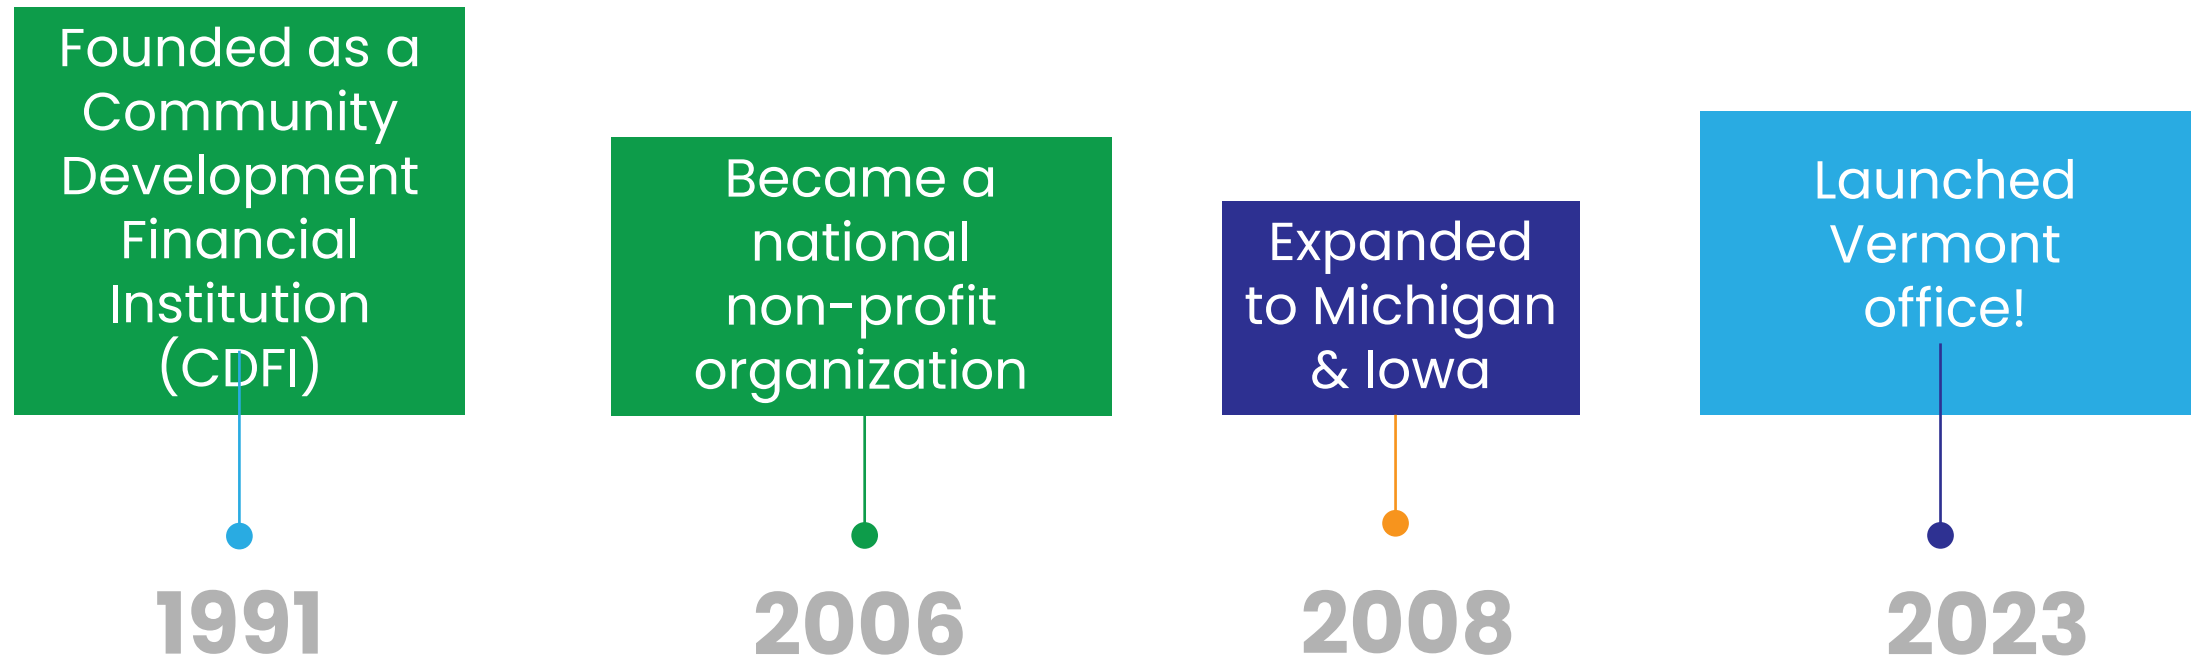 Founded as a
Community
Development
Financial
Institution
(CDFI)
1991
Became a
national
non-profit
organization
2006
Expanded
to Michigan
& Iowa
2008
Launched
Vermont
office!
2023